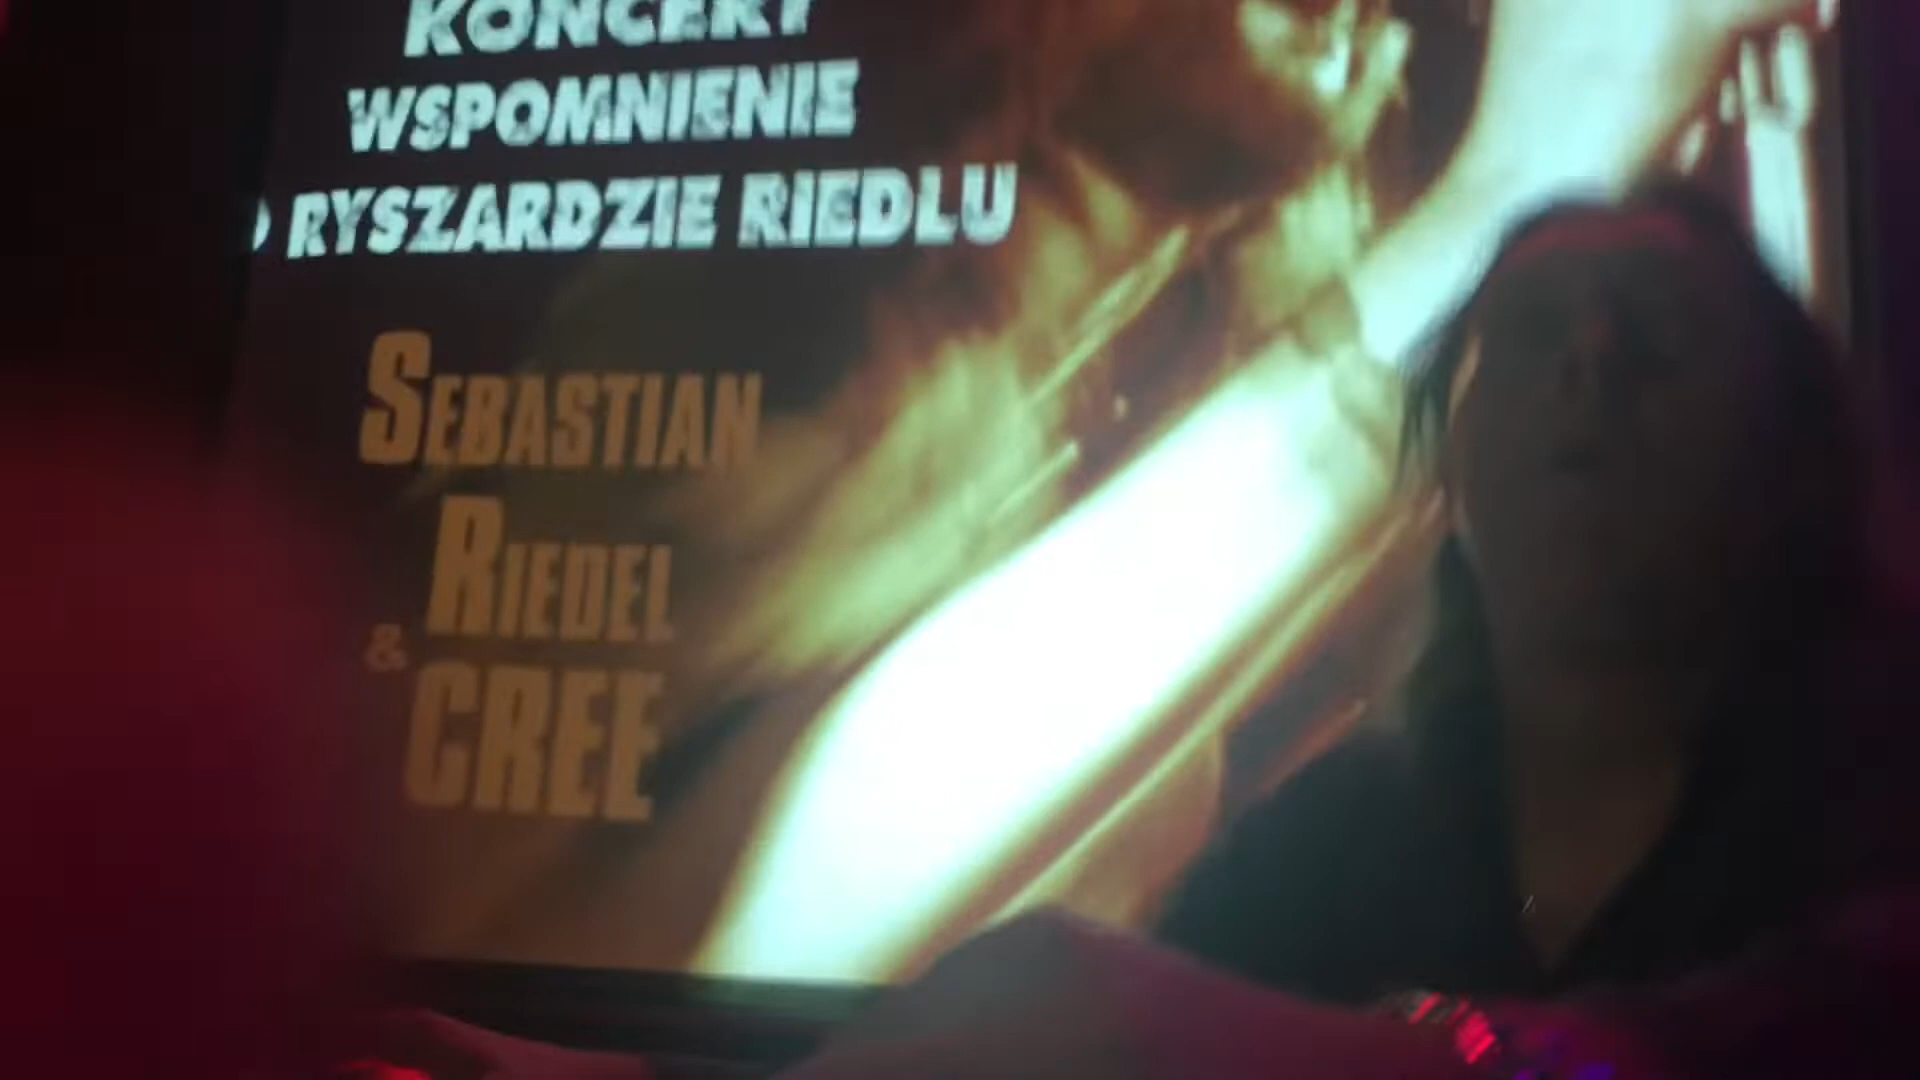 KONCERT
WSPOMNIENIE
O RYSZARDZIE RIEDLU
SEBASTIAN
RIEDEL
& CREE